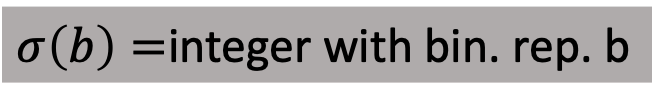 σ(b) =integer with bin. rep. b